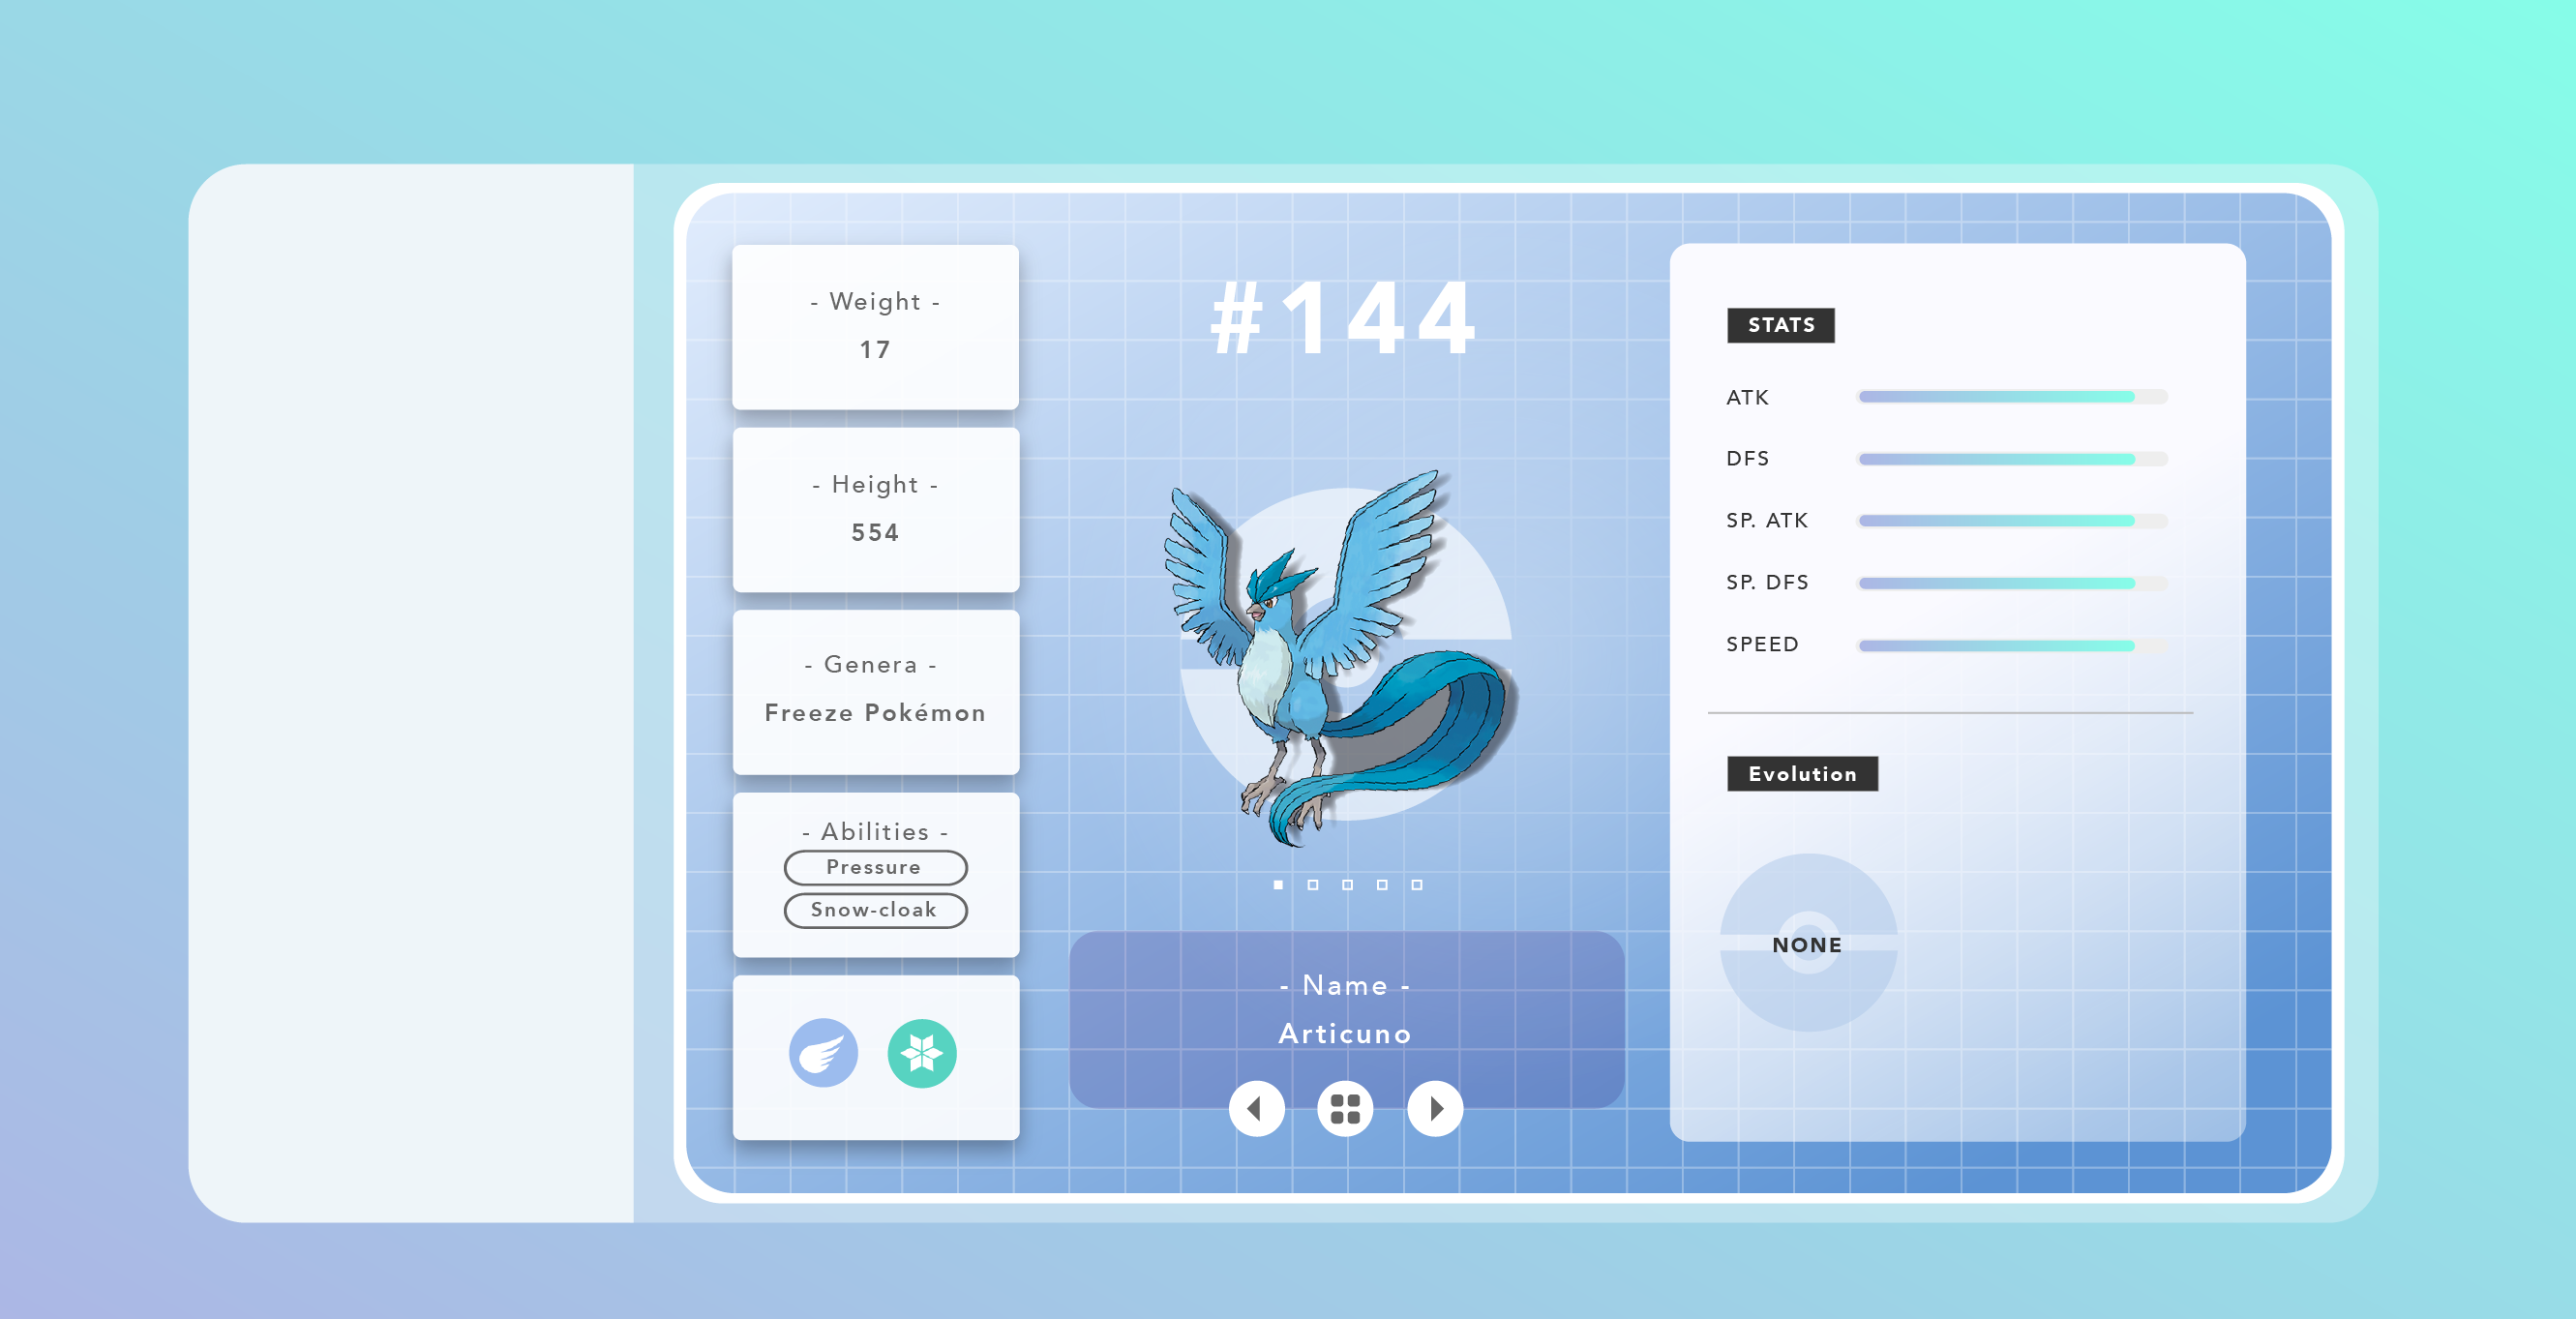 - Weight -
17
- Height -
554
- Genera -
Freeze Pokémon
- Abilities -
Pressure
Snow-cloak
#144
- Name -
Articuno
STATS
ATK
DFS
SP. ATK
SP. DFS
SPEED
Evolution
NONE